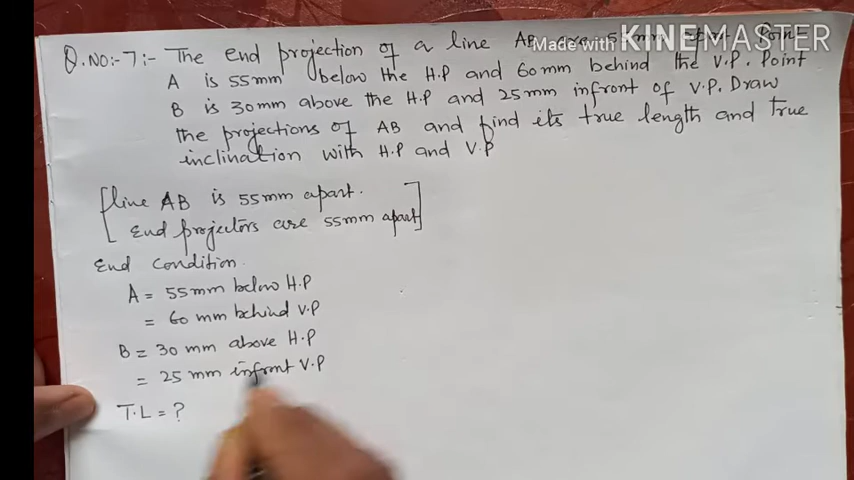 Q.NO:-7:- The end projection of a line AB are
Made with KINEMASTER
A is 55mm below the H.P and 60mm behind the V.P. Point
B is 30mm above the H.P and 25mm infront of V.P. Draw
the projections of AB and find its true length and true
inclination with H.P and V.P
[line AB is 55mm apart.
End projectors are 55mm apart]
End condition.
A = 55mm below H.P
= 60 mm behind V.P
B = 30 mm above H.P
= 25 mm infront V.P
T.L = ?